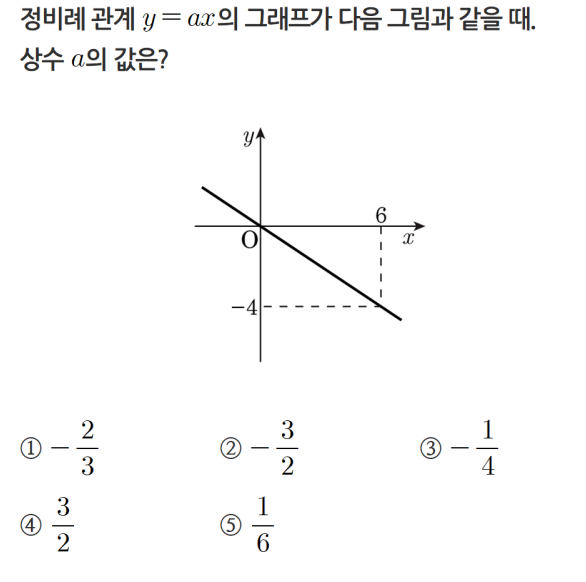 정비례 관계 y = ax의 그래프가 다음 그림과 같을 때.
상수 a의 값은?
y
6
O
x
−4
① −2/3 ② −3/2 ③ −1/4
④ 3/2 ⑤ 1/6